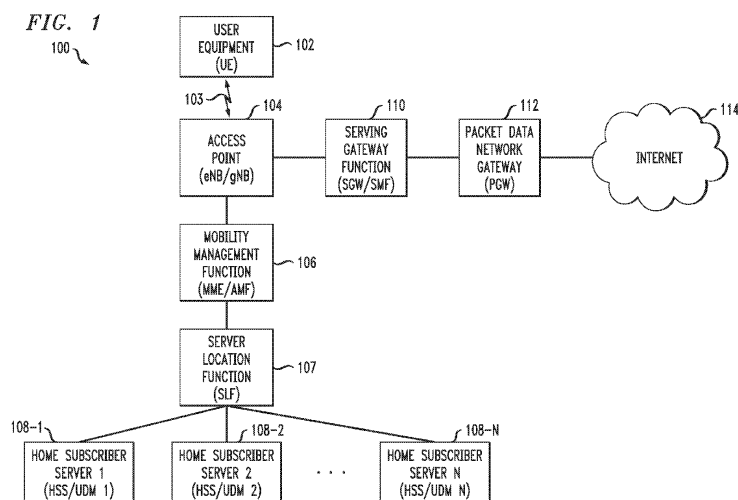 FIG. 1
100
USER
EQUIPMENT
(UE)
102
103
104
ACCESS
POINT
(eNB/gNB)
110
SERVING
GATEWAY
FUNCTION
(SGW/SMF)
112
PACKET DATA
NETWORK
GATEWAY
(PGW)
114
INTERNET
MOBILITY
MANAGEMENT
FUNCTION
(MME/AMF)
106
SERVER
LOCATION
FUNCTION
(SLF)
107
108-1
HOME SUBSCRIBER
SERVER 1
(HSS/UDM 1)
108-2
HOME SUBSCRIBER
SERVER 2
(HSS/UDM 2)
. . .
108-N
HOME SUBSCRIBER
SERVER N
(HSS/UDM N)